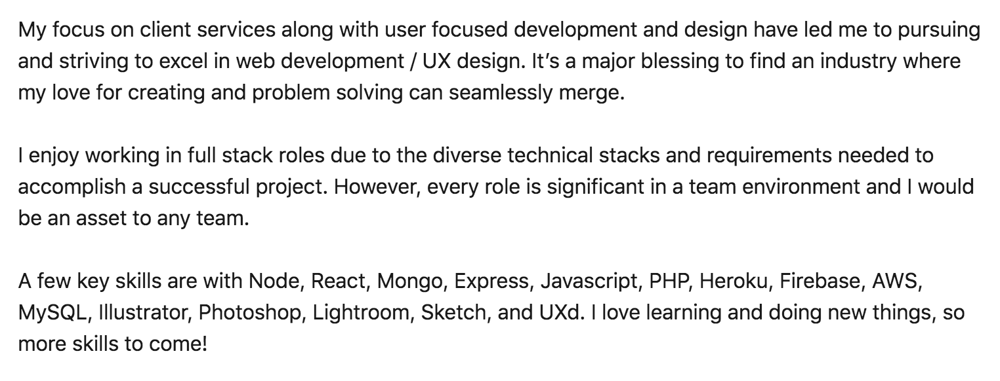 My focus on client services along with user focused development and design have led me to pursuing
and striving to excel in web development / UX design. It’s a major blessing to find an industry where
my love for creating and problem solving can seamlessly merge.
I enjoy working in full stack roles due to the diverse technical stacks and requirements needed to
accomplish a successful project. However, every role is significant in a team environment and I would
be an asset to any team.
A few key skills are with Node, React, Mongo, Express, Javascript, PHP, Heroku, Firebase, AWS,
MySQL, Illustrator, Photoshop, Lightroom, Sketch, and UXd. I love learning and doing new things, so
more skills to come!